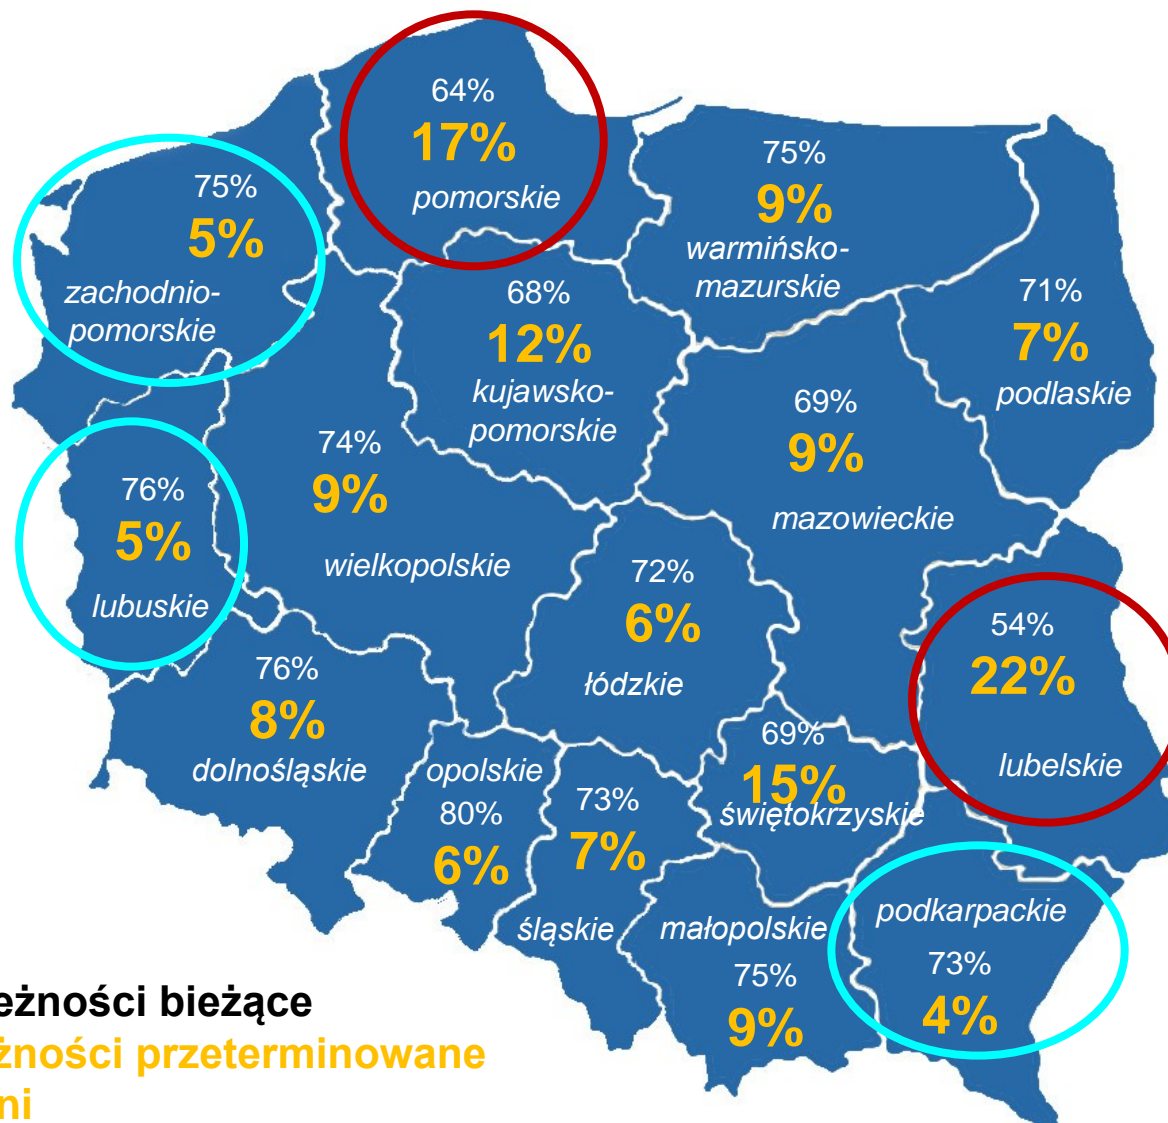 64%
17%
pomorskie
75%
5%
zachodnio-
pomorskie
75%
9%
warmińsko-
mazurskie
68%
12%
kujawsko-
pomorskie
71%
7%
podlaskie
69%
9%
mazowieckie
74%
9%
wielkopolskie
76%
5%
lubuskie
72%
6%
łódzkie
54%
22%
lubelskie
76%
8%
dolnośląskie
opolskie
80%
6%
73%
7%
śląskie
69%
15%
świętokrzyskie
małopolskie
75%
9%
podkarpackie
73%
4%
eżności bieżące
żności przeterminowane
ni